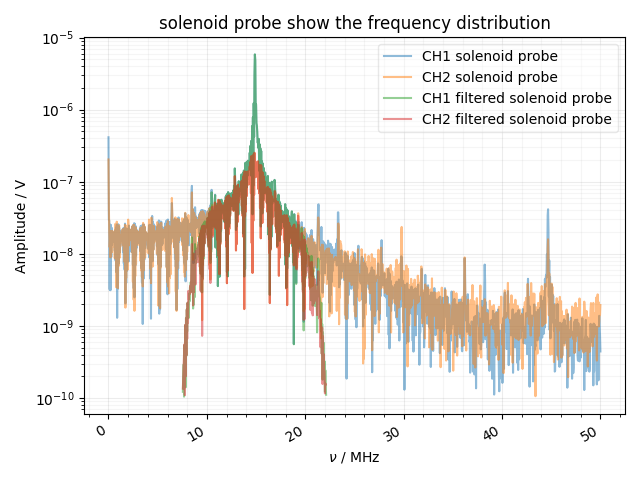 solenoid probe show the frequency distribution
CH1 solenoid probe
CH2 solenoid probe
CH1 filtered solenoid probe
CH2 filtered solenoid probe
Amplitude / V
10⁻⁵
10⁻⁶
10⁻⁷
10⁻⁸
10⁻⁹
10⁻¹⁰
0
10
20
30
40
50
ν / MHz